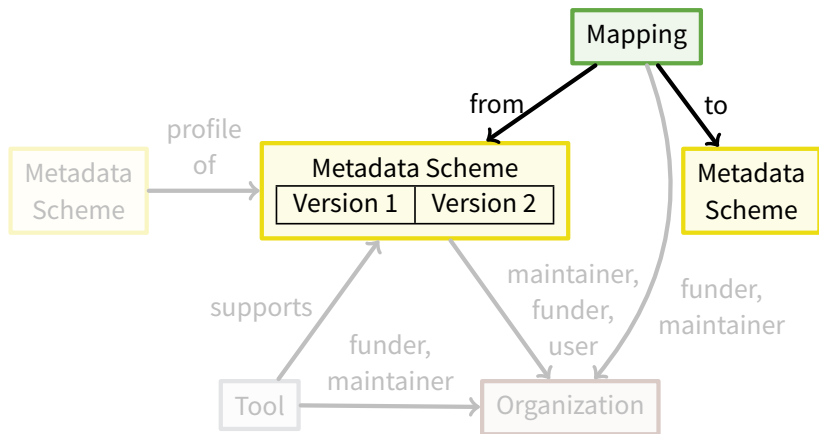 Mapping
from
to
profile
of
Metadata
Scheme
Metadata Scheme
Version 1 Version 2
Metadata
Scheme
supports
maintainer,
funder,
user
funder,
maintainer
funder,
maintainer
Tool
Organization